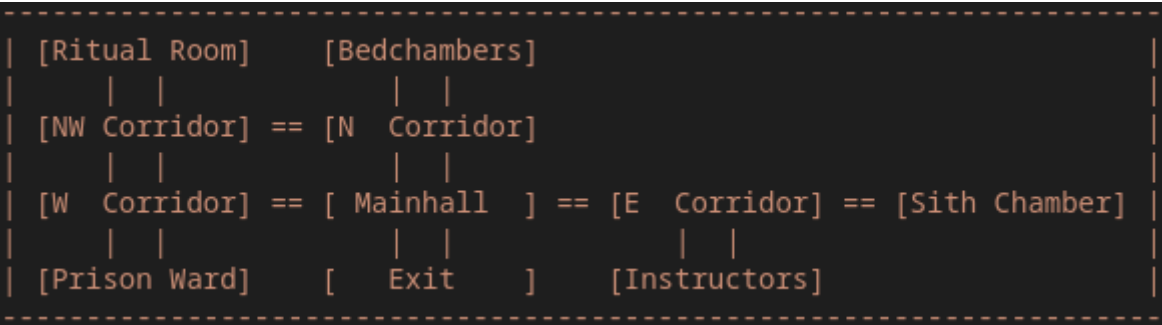 -----------------------------------------------------------------------
| [Ritual Room]    [Bedchambers]                                      |
|     |  |              |  |                                          |
| [NW Corridor] == [N  Corridor]                                      |
|     |  |              |  |                                          |
| [W  Corridor] == [ Mainhall  ] == [E  Corridor] == [Sith Chamber] |
|     |  |              |  |             |  |                         |
| [Prison Ward]    [   Exit    ]    [Instructors]                     |
-----------------------------------------------------------------------